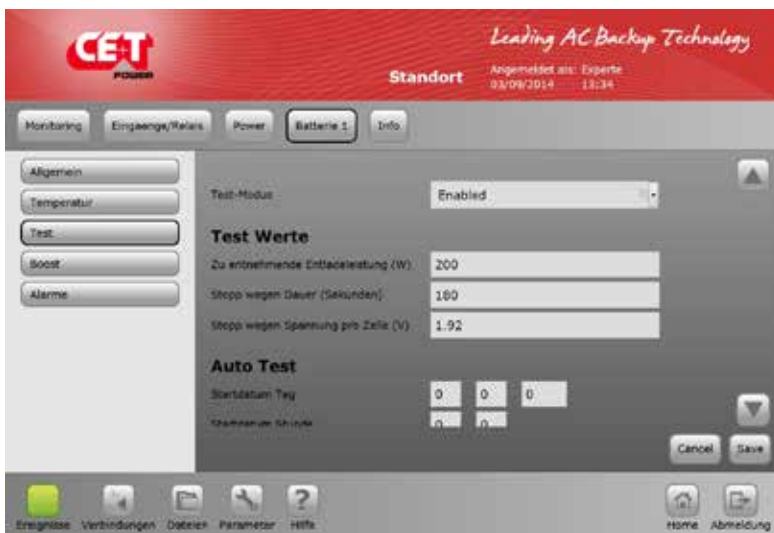 CE+T
POWER
Leading AC Backup Technology
Standort
Angemeldet als: Experte
03/09/2014 13:34
Monitoring
Eingaenge/Relais
Power
Batterie 1
Info
Allgemein
Temperatur
Test
Boost
Alarme
Test-Modus
Enabled
Test Werte
Zu entnehmende Entladeleistung (W)
200
Stopp wegen Dauer (Sekunden)
180
Stopp wegen Spannung pro Zelle (V)
1.92
Auto Test
Startdatum Tag
0 0 0
Startdatum Stunde
0 0
Cancel
Save
Ereignisse
Verbindungen
Dateien
Parameter
?
Hilfe
Home
Abmeldung